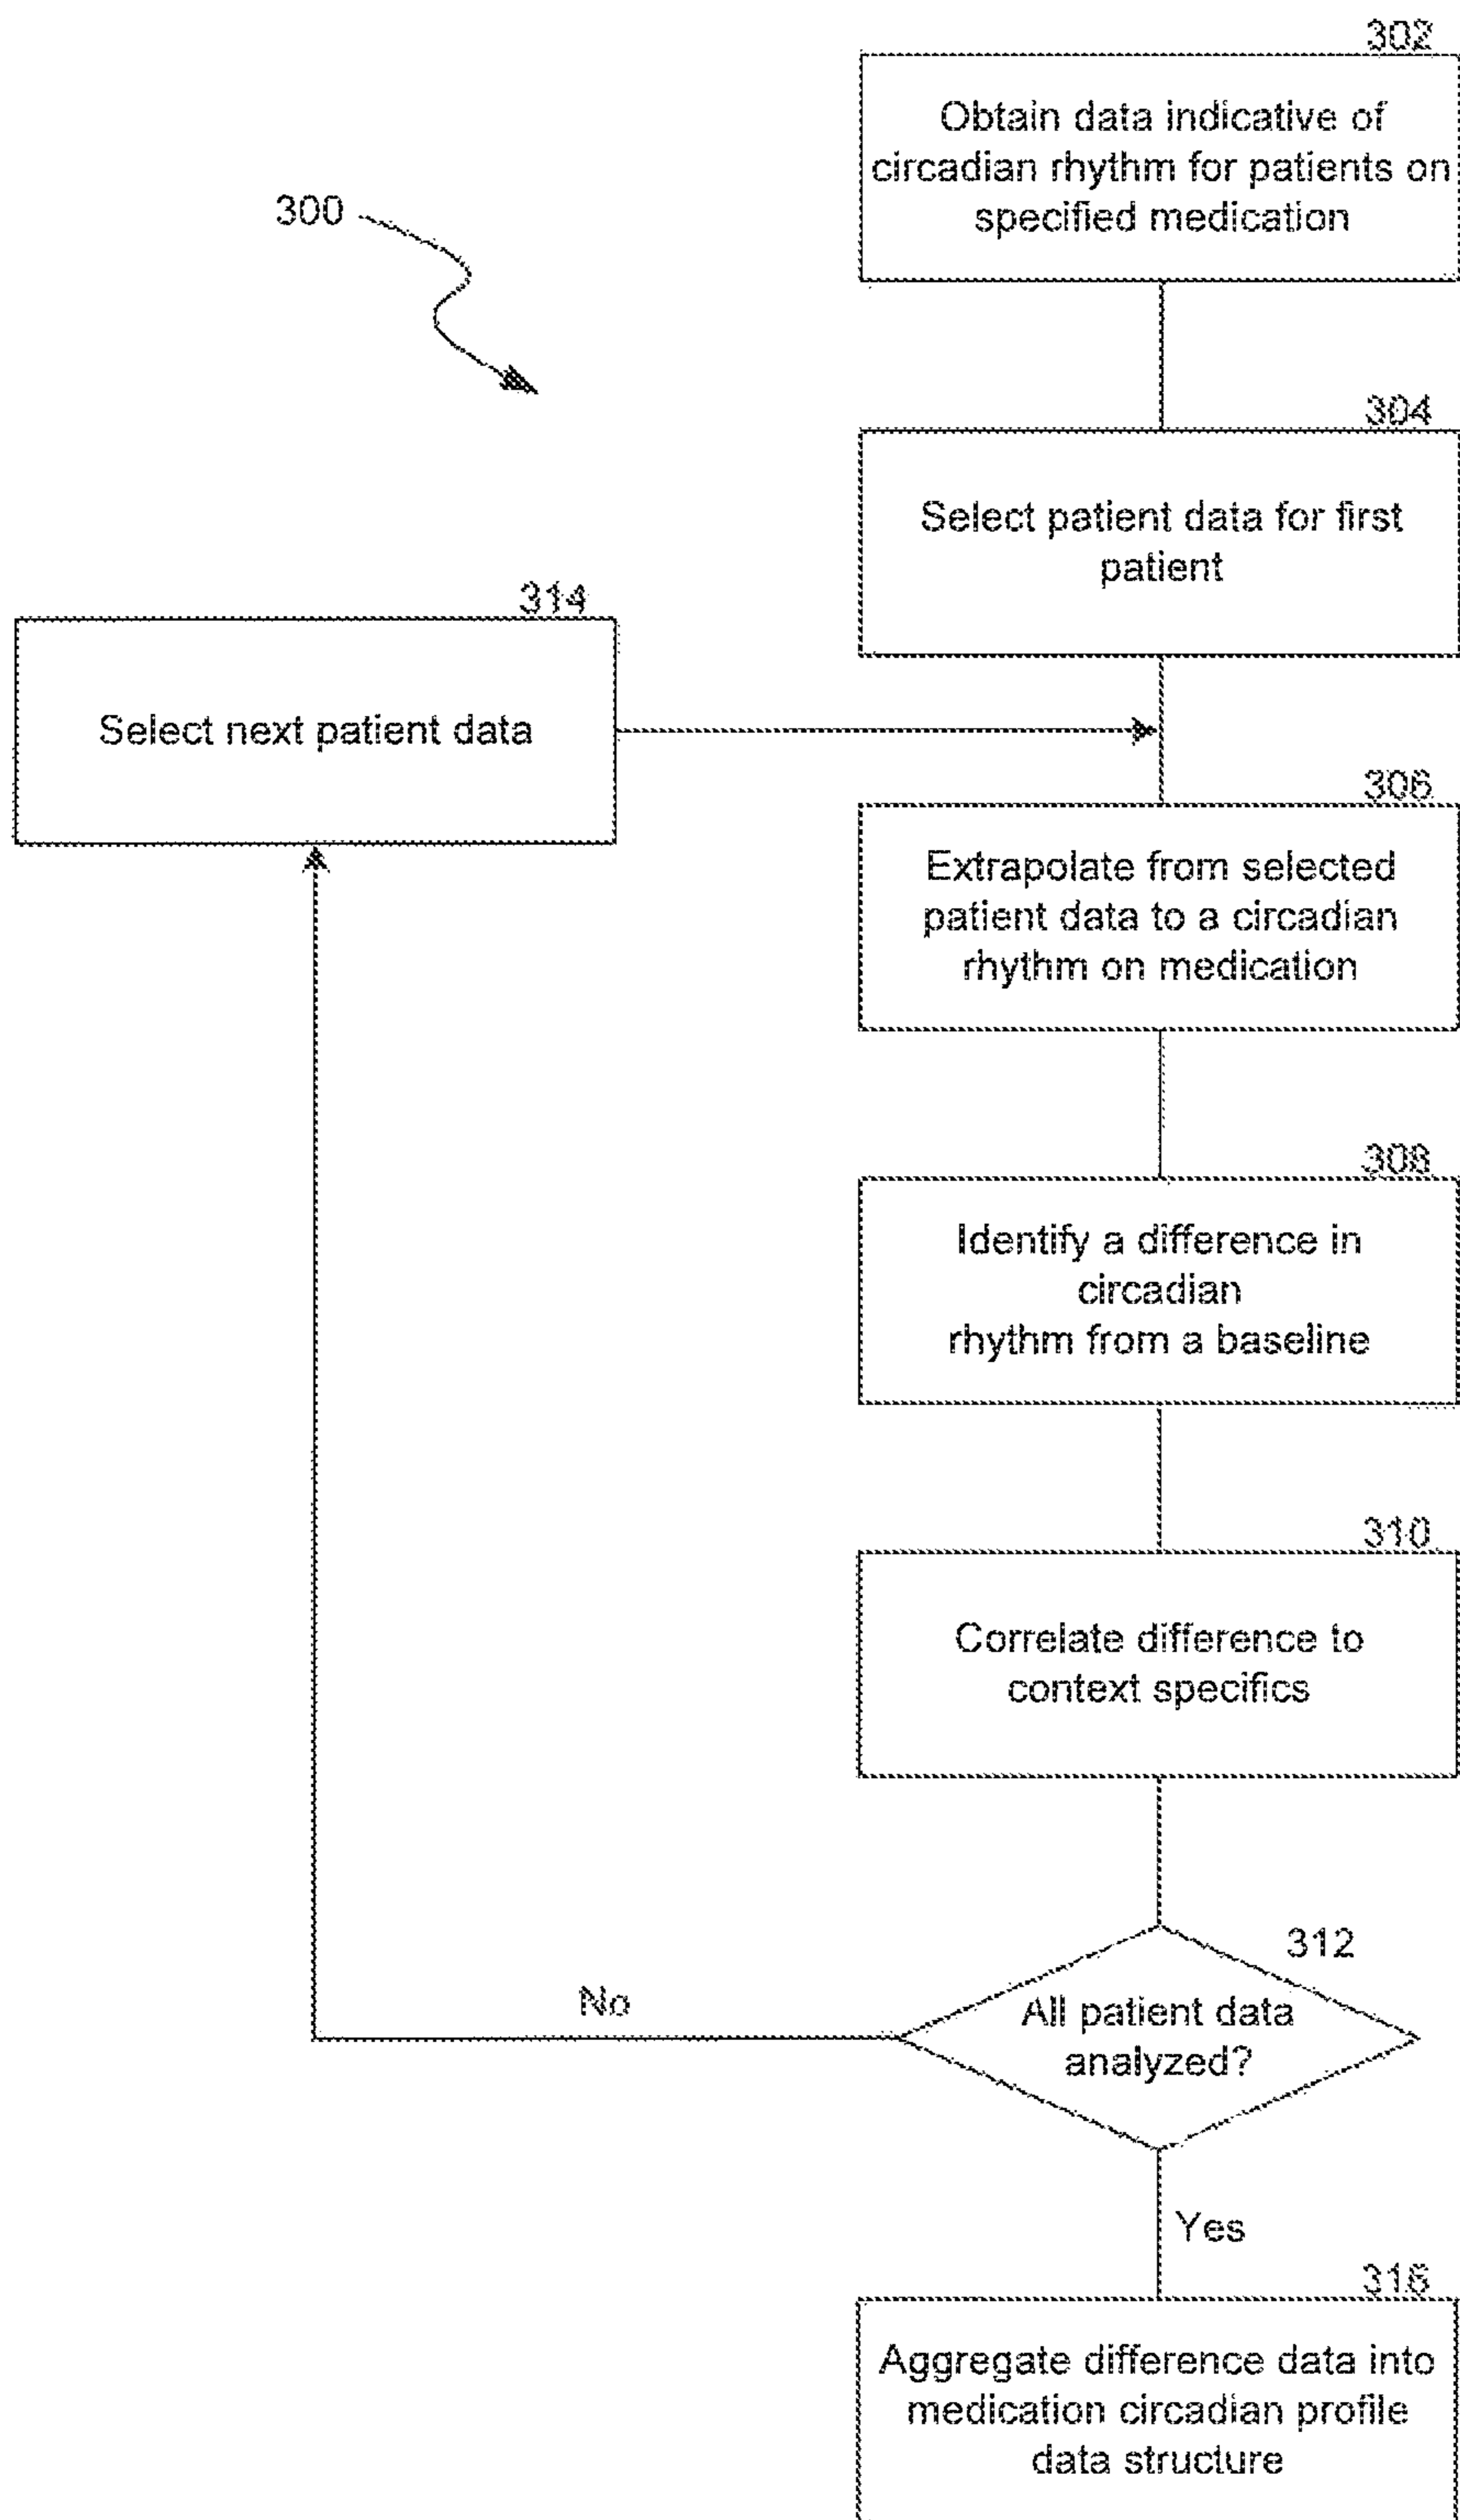 302
Obtain data indicative of
circadian rhythm for patients on
specified medication
300
304
Select patient data for first
patient
314
Select next patient data
306
Extrapolate from selected
patient data to a circadian
rhythm on medication
308
Identify a difference in
circadian
rhythm from a baseline
310
Correlate difference to
context specifics
312
All patient data
analyzed?
No
Yes
316
Aggregate difference data into
medication circadian profile
data structure